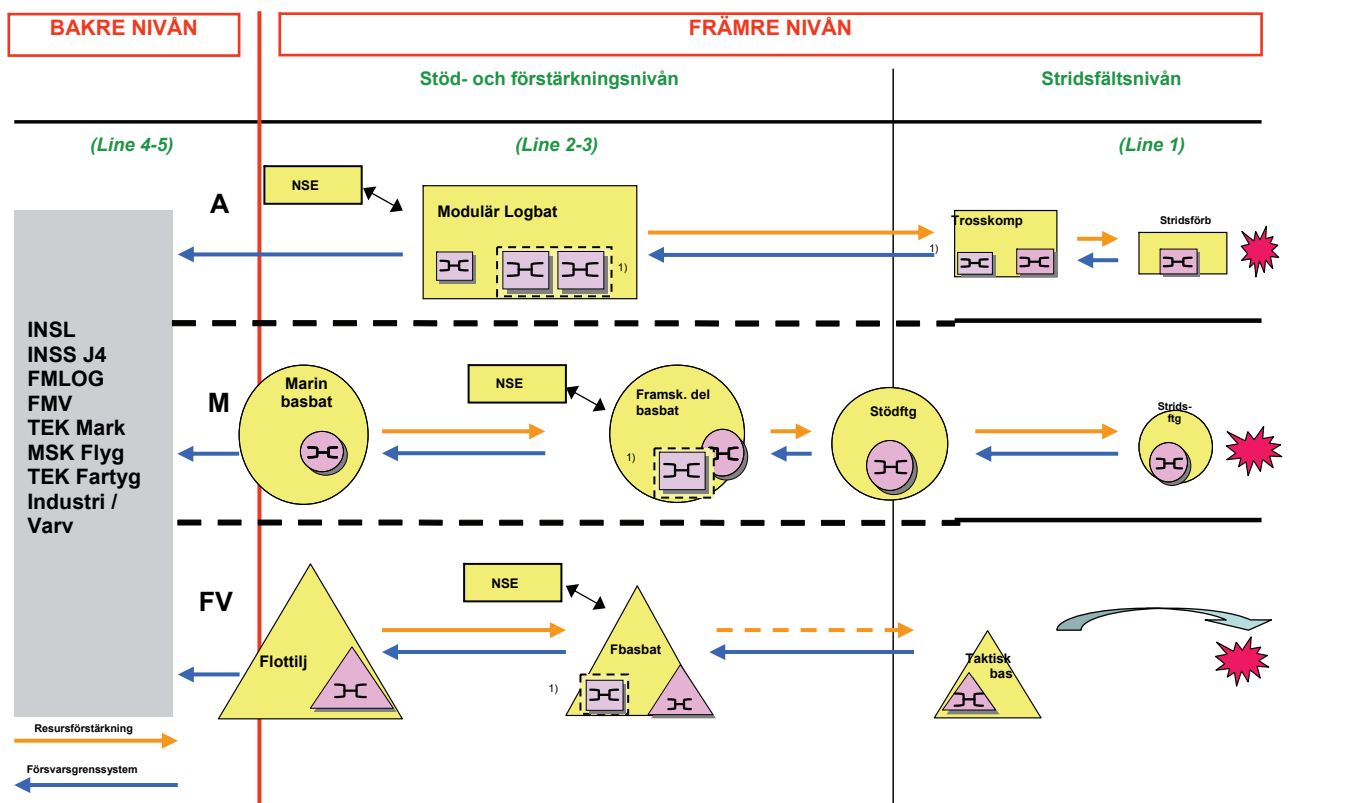 BAKRE NIVÅN
FRÄMRE NIVÅN
Stöd- och förstärkningsnivån
Stridsfältsnivån
(Line 4-5)
(Line 2-3)
(Line 1)
A
NSE
Modulär Logbat
1)
Trosskomp
1)
Stridsförb
INSL
INSS J4
FMLOG
FMV
TEK Mark
MSK Flyg
TEK Fartyg
Industri /
Varv
M
Marin
basbat
NSE
Framsk. del
basbat
1)
Stödftg
Strids-
ftg
FV
Flottilj
NSE
Fbasbat
1)
Taktisk
bas
Resursförstärkning
Försvarsgrenssystem